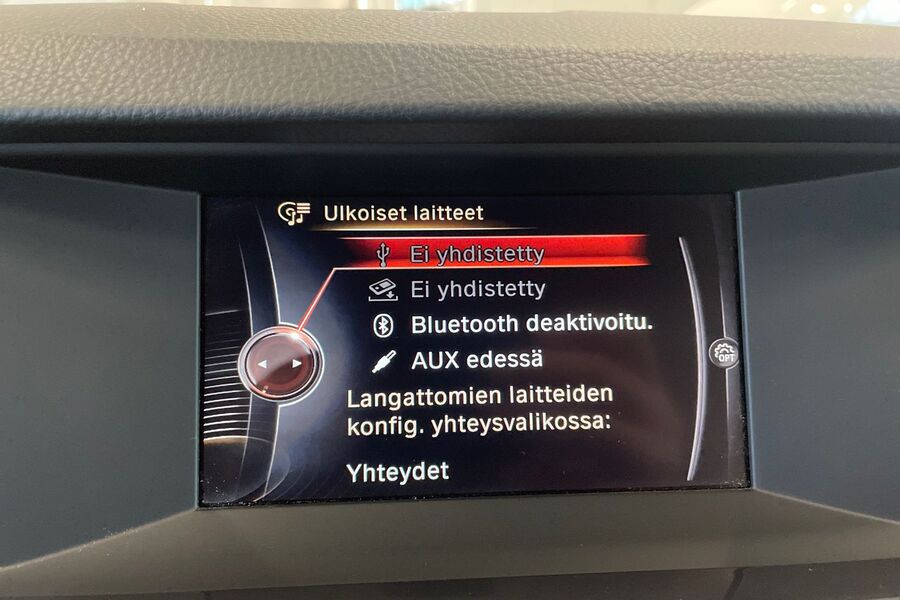 Ulkoiset laitteet
Ei yhdistetty
Ei yhdistetty
Bluetooth deaktivoitu.
AUX edessä
Langattomien laitteiden
konfig. yhteysvalikossa:
Yhteydet
OPT